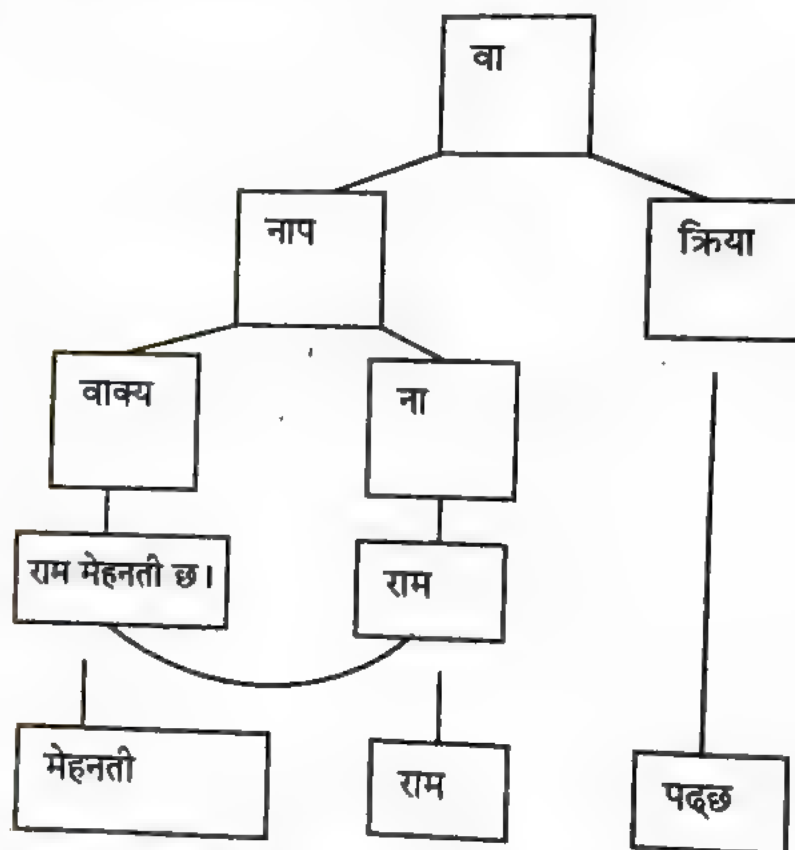 वा
नाप
क्रिया
वाक्य
ना
राम मेहनती छ।
राम
मेहनती
राम
पढ्छ